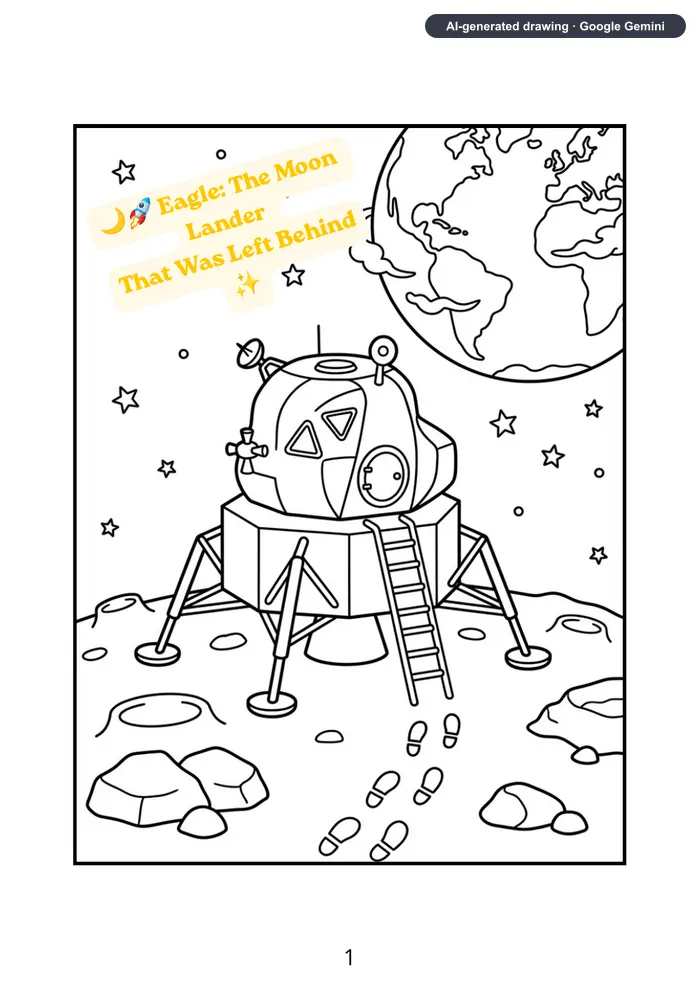 AI-generated drawing · Google Gemini
🌙🚀 Eagle: The Moon
Lander
That Was Left Behind
✨
1